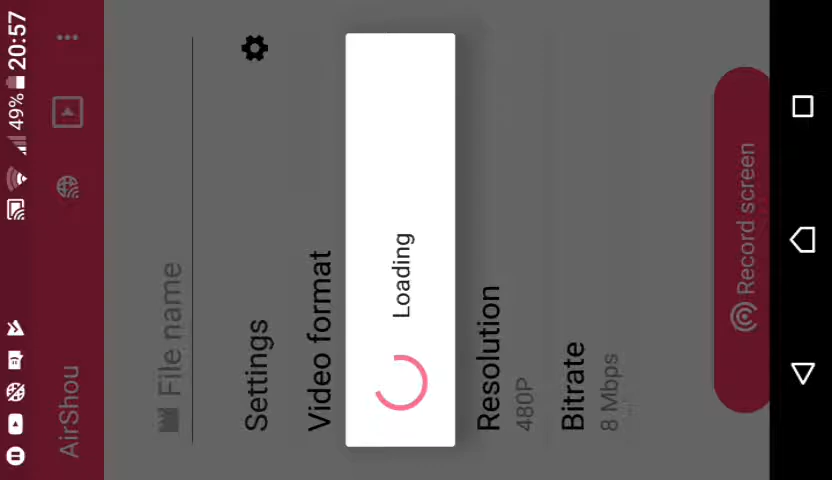 49% 20:57
AirShou
File name
Settings
Video format
Loading
Resolution
480P
Bitrate
8 Mbps
Record screen